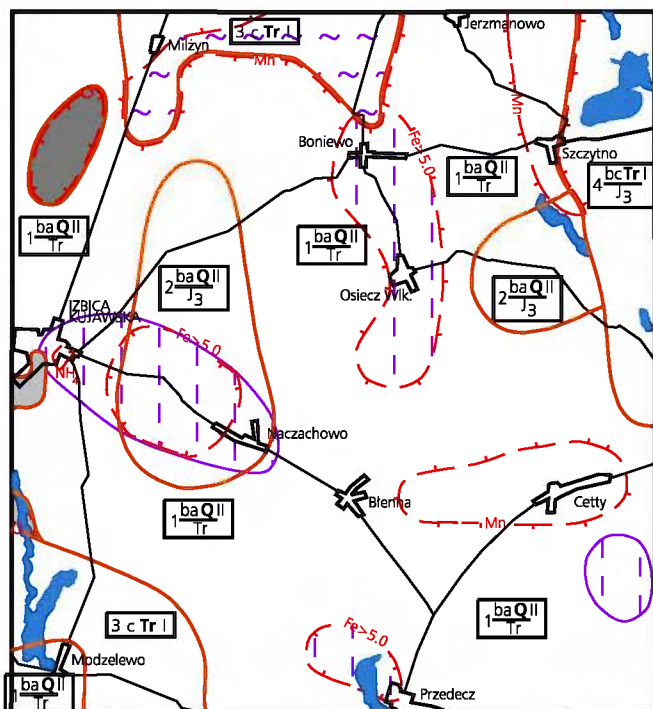 Jerzmanowo
3 c Tr I
Milżyn
Mn
Mn
Boniewo
Fe>5.0
Szczytno
1 ba Q II
Tr
4 bc Tr I
J3
1 ba Q II
Tr
1 ba Q II
Tr
2 ba Q II
J3
Osiecz Wlk.
2 ba Q II
J3
IZBICA
KUJAWSKA
Fe>5.0
NH4
Naczachowo
Błenna
Cetty
Mn
1 ba Q II
Tr
3 c Tr I
1 ba Q II
Tr
Fe>5.0
Modzelewo
1 ba Q II
Tr
Przedecz